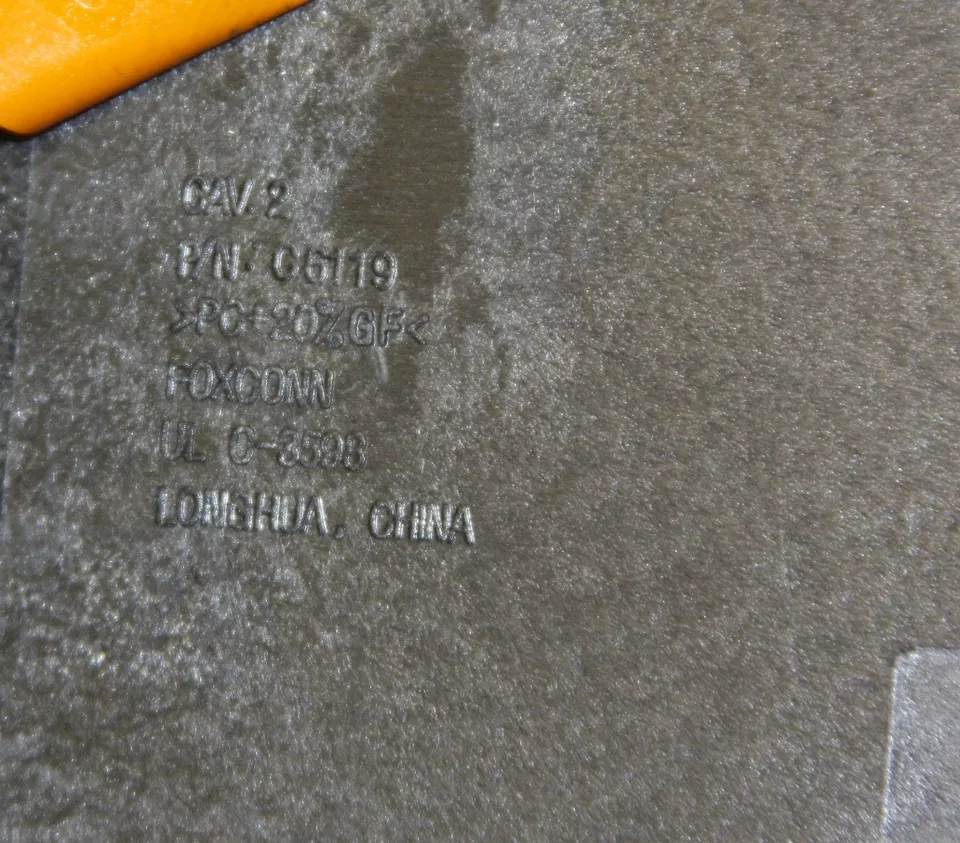 CAV.2
P/N: C6119
>PC+20%GF<
FOXCONN
UL C-3598
LONGHUA, CHINA